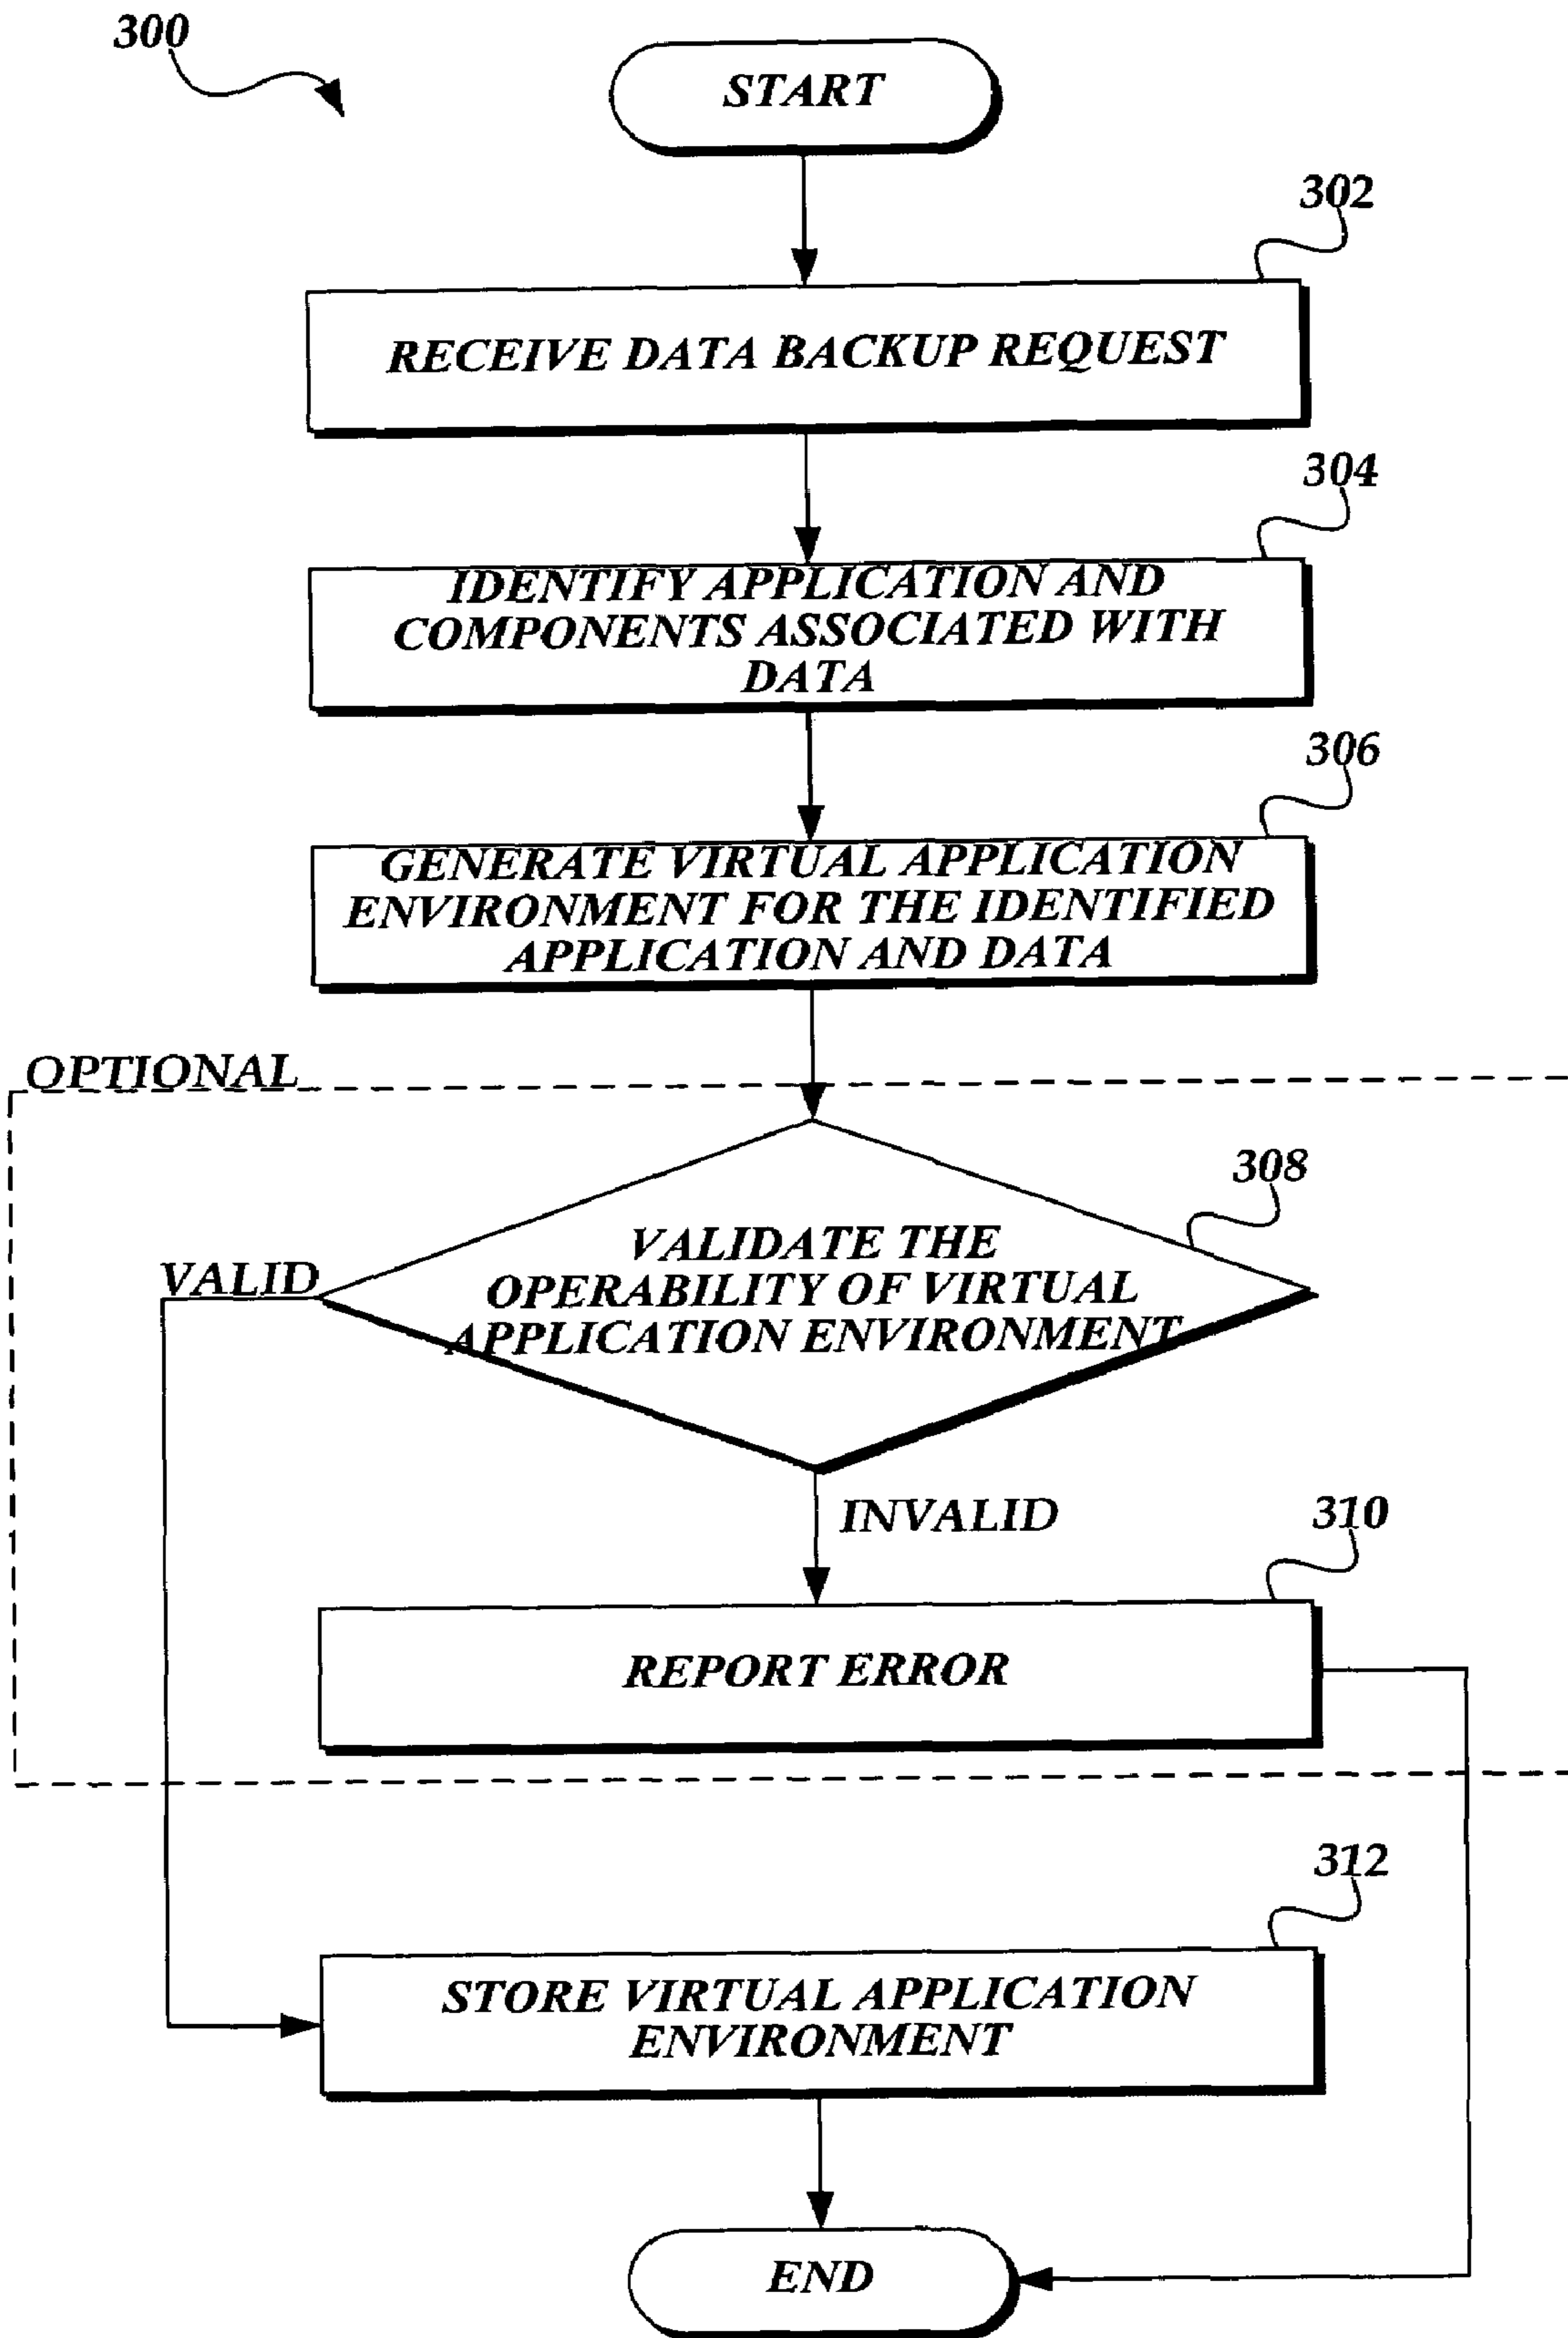 300
START
302
RECEIVE DATA BACKUP REQUEST
304
IDENTIFY APPLICATION AND
COMPONENTS ASSOCIATED WITH
DATA
306
GENERATE VIRTUAL APPLICATION
ENVIRONMENT FOR THE IDENTIFIED
APPLICATION AND DATA
OPTIONAL
308
VALIDATE THE
OPERABILITY OF VIRTUAL
APPLICATION ENVIRONMENT
VALID
INVALID
310
REPORT ERROR
312
STORE VIRTUAL APPLICATION
ENVIRONMENT
END